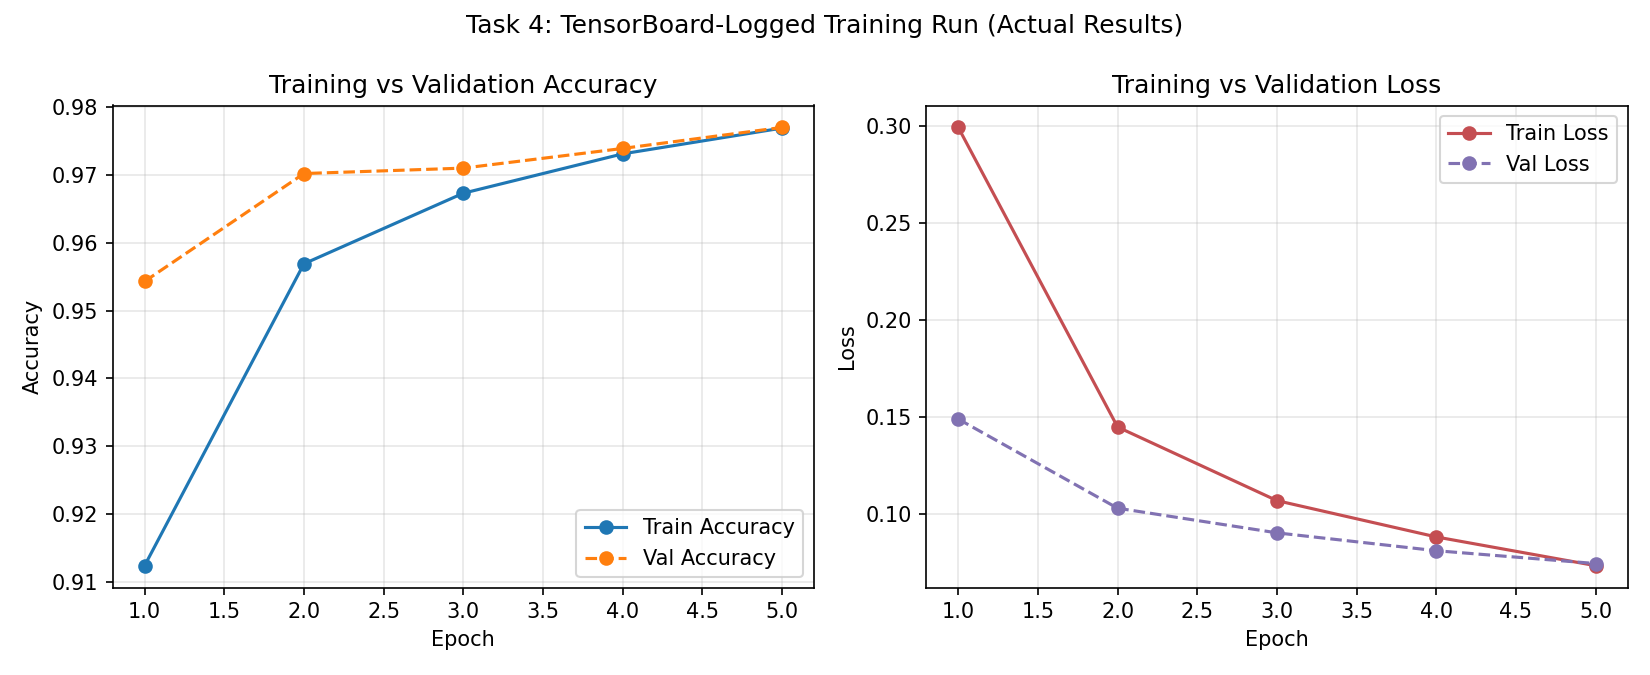 Task 4: TensorBoard-Logged Training Run (Actual Results)
Training vs Validation Accuracy
0.98
0.97
0.96
0.95
0.94
0.93
0.92
0.91
Accuracy
1.0 1.5 2.0 2.5 3.0 3.5 4.0 4.5 5.0
Epoch
Train Accuracy
Val Accuracy
Training vs Validation Loss
0.30
0.25
0.20
0.15
0.10
Loss
1.0 1.5 2.0 2.5 3.0 3.5 4.0 4.5 5.0
Epoch
Train Loss
Val Loss